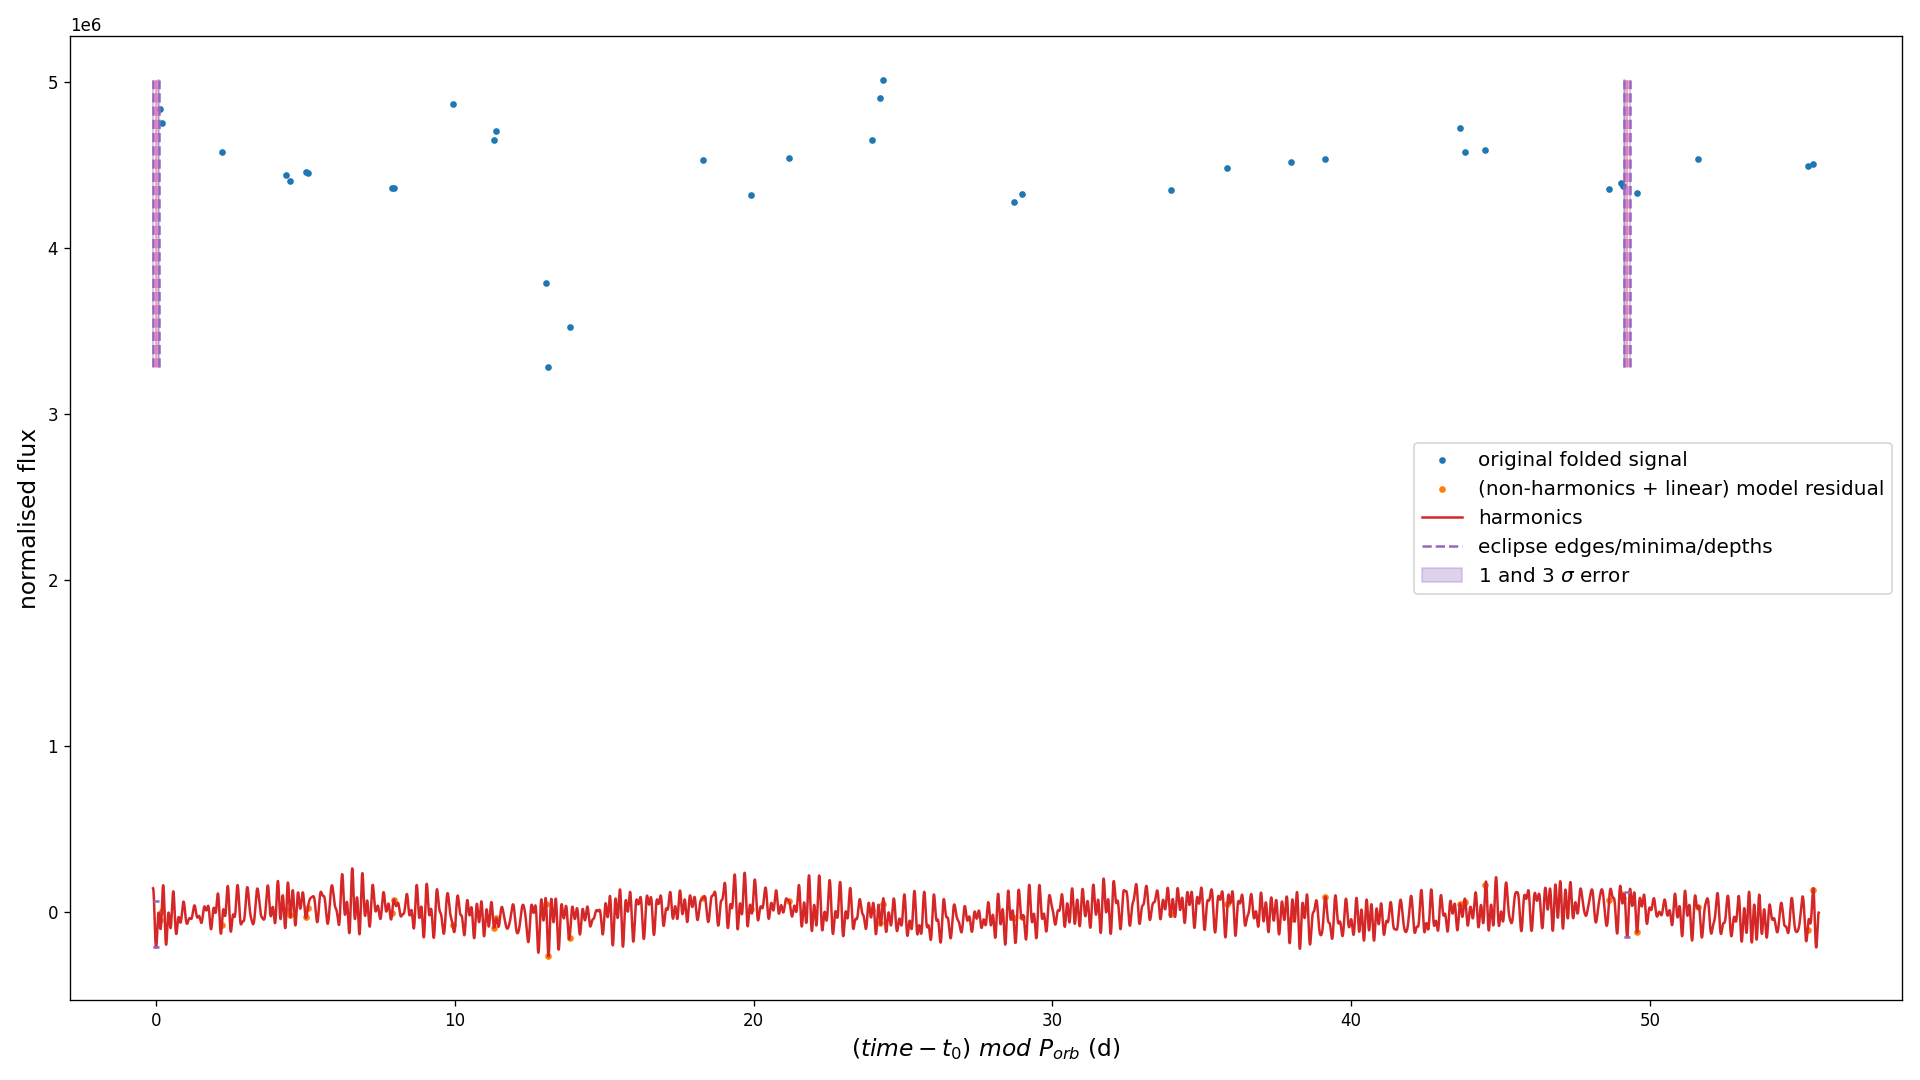 1e6
5
4
3
2
1
0
normalised flux
original folded signal
(non-harmonics + linear) model residual
harmonics
eclipse edges/minima/depths
1 and 3 σ error
0 10 20 30 40 50
(time − t₀) mod P_orb (d)